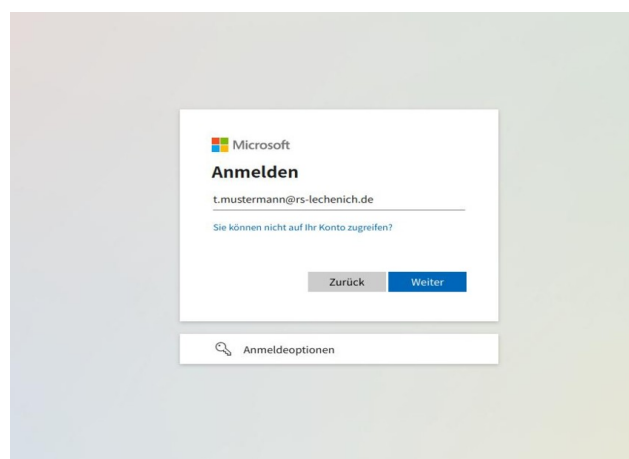 Microsoft
Anmelden
t.mustermann@rs-lechenich.de
Sie können nicht auf Ihr Konto zugreifen?
Zurück
Weiter
Anmeldeoptionen